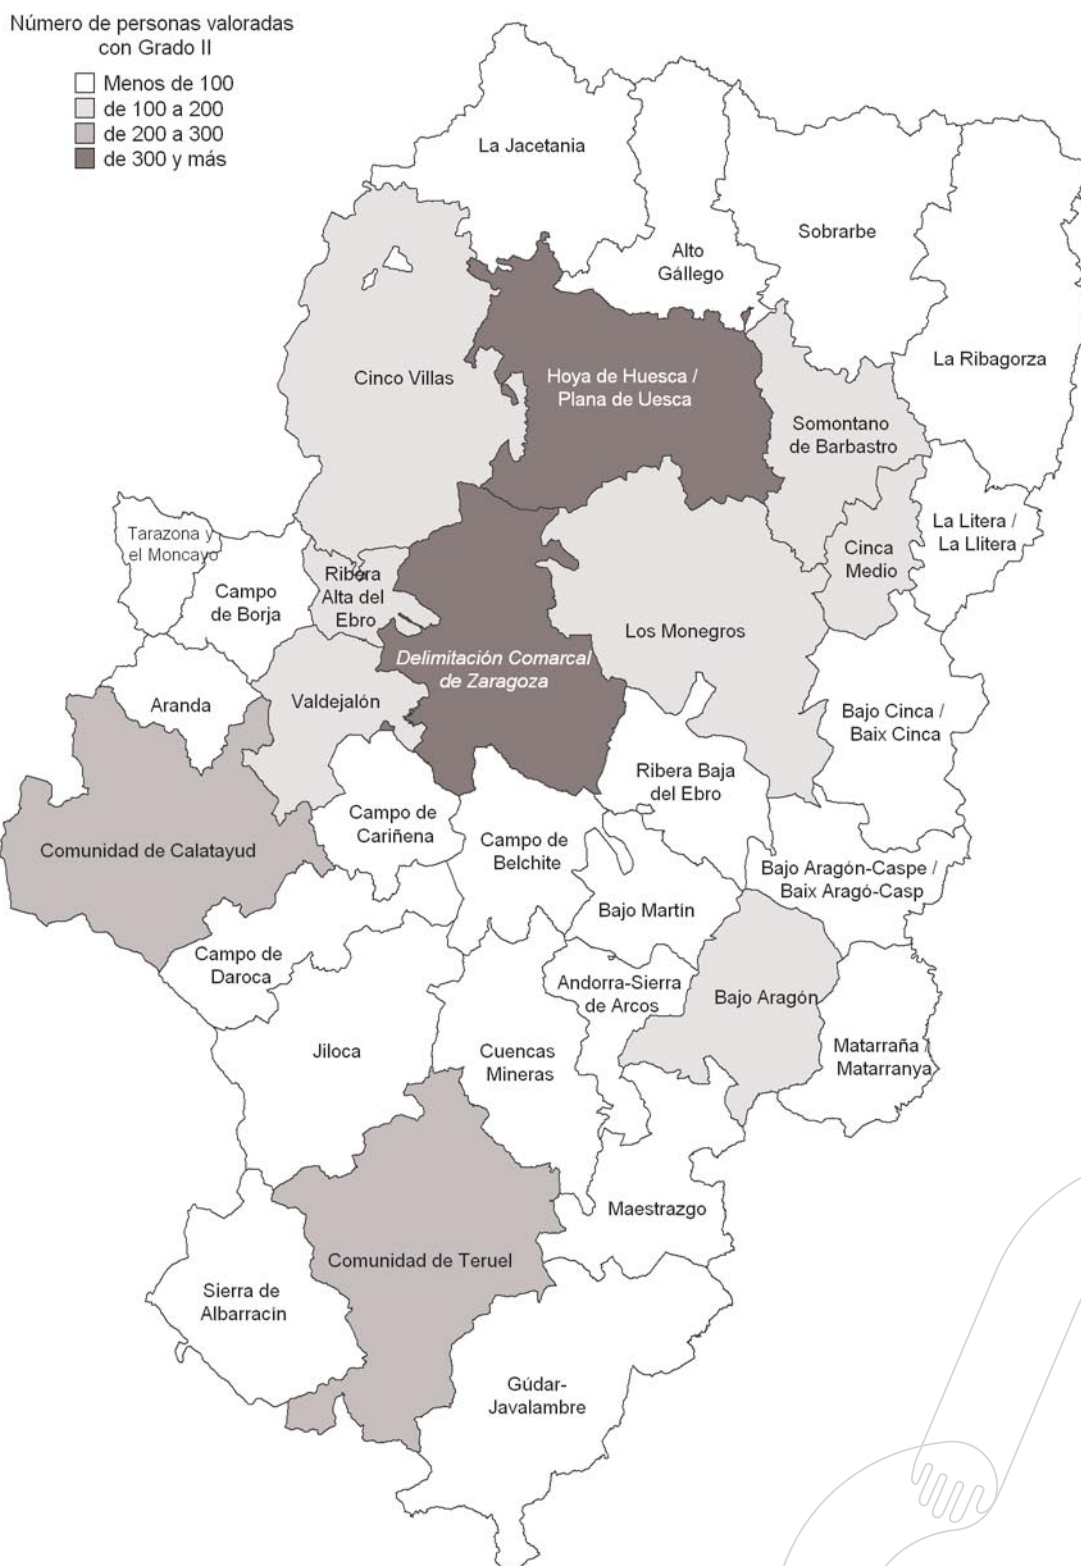 Número de personas valoradas
con Grado II
Menos de 100
de 100 a 200
de 200 a 300
de 300 y más
La Jacetania
Alto
Gállego
Sobrarbe
La Ribagorza
Cinco Villas
Hoya de Huesca /
Plana de Uesca
Somontano
de Barbastro
Tarazona y
el Moncayo
Campo
de Borja
Ribera
Alta del
Ebro
Cinca
Medio
La Litera /
La Llitera
Los Monegros
Delimitación Comarcal
de Zaragoza
Aranda
Valdejalón
Bajo Cinca /
Baix Cinca
Ribera Baja
del Ebro
Comunidad de Calatayud
Campo de
Cariñena
Campo de
Belchite
Bajo Aragón-Caspe /
Baix Aragó-Casp
Bajo Martín
Campo de
Daroca
Andorra-Sierra
de Arcos
Bajo Aragón
Jiloca
Cuencas
Mineras
Matarraña /
Matarranya
Maestrazgo
Comunidad de Teruel
Sierra de
Albarracín
Gúdar-
Javalambre